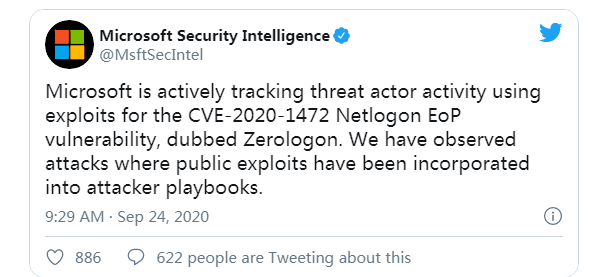 Microsoft Security Intelligence
@MsftSecIntel
Microsoft is actively tracking threat actor activity using
exploits for the CVE-2020-1472 Netlogon EoP
vulnerability, dubbed Zerologon. We have observed
attacks where public exploits have been incorporated
into attacker playbooks.
9:29 AM · Sep 24, 2020
886 622 people are Tweeting about this